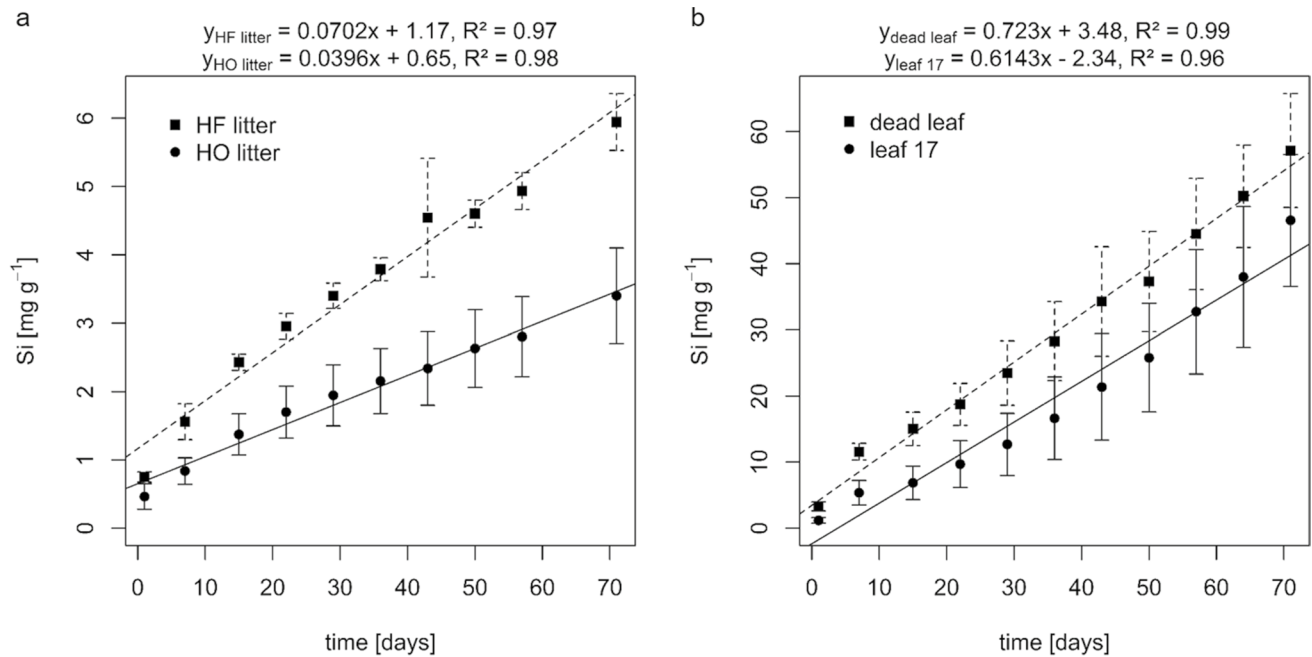 a
y HF litter = 0.0702x + 1.17, R² = 0.97
y HO litter = 0.0396x + 0.65, R² = 0.98
HF litter
HO litter
Si [mg g⁻¹]
6
5
4
3
2
1
0
0 10 20 30 40 50 60 70
time [days]
b
y dead leaf = 0.723x + 3.48, R² = 0.99
y leaf 17 = 0.6143x - 2.34, R² = 0.96
dead leaf
leaf 17
Si [mg g⁻¹]
60
50
40
30
20
10
0
0 10 20 30 40 50 60 70
time [days]